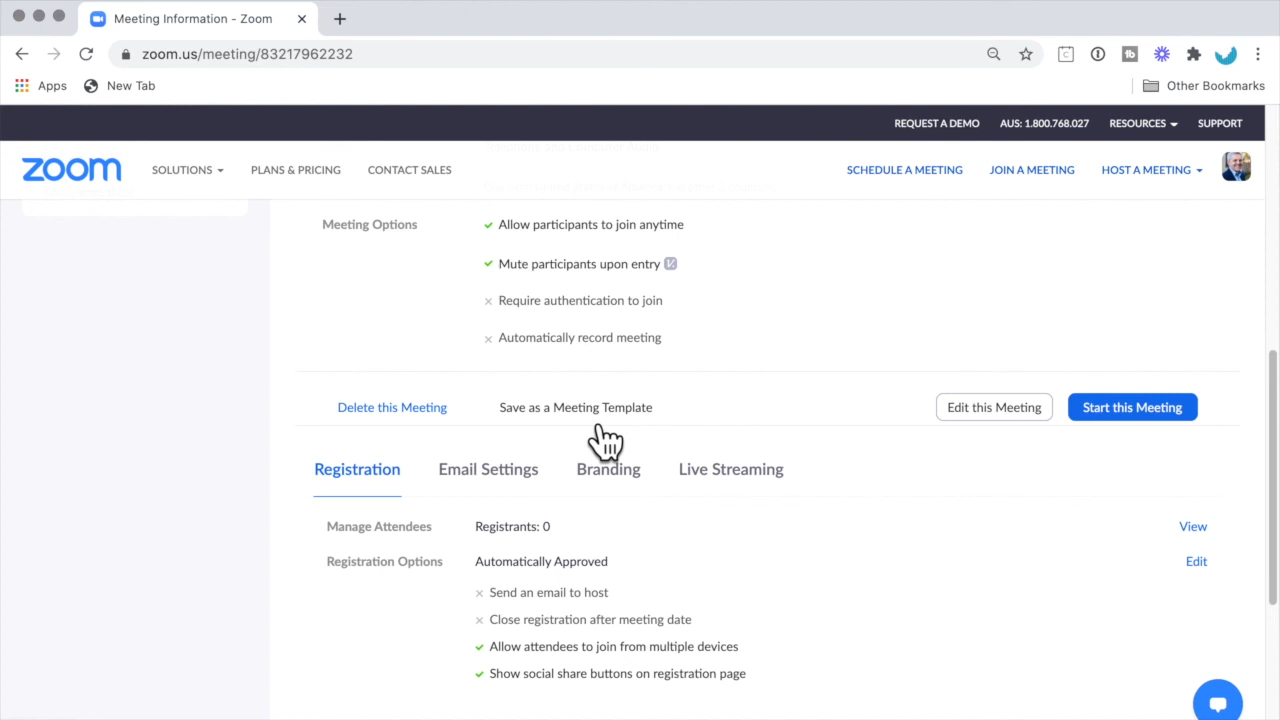 Meeting Information - Zoom
zoom.us/meeting/83217962232
Apps
New Tab
Other Bookmarks
REQUEST A DEMO
AUS: 1.800.768.027
RESOURCES
SUPPORT
zoom
SOLUTIONS
PLANS & PRICING
CONTACT SALES
SCHEDULE A MEETING
JOIN A MEETING
HOST A MEETING
Meeting Options
Allow participants to join anytime
Mute participants upon entry
Require authentication to join
Automatically record meeting
Delete this Meeting
Save as a Meeting Template
Edit this Meeting
Start this Meeting
Registration
Email Settings
Branding
Live Streaming
Manage Attendees
Registrants: 0
View
Registration Options
Automatically Approved
Edit
Send an email to host
Close registration after meeting date
Allow attendees to join from multiple devices
Show social share buttons on registration page